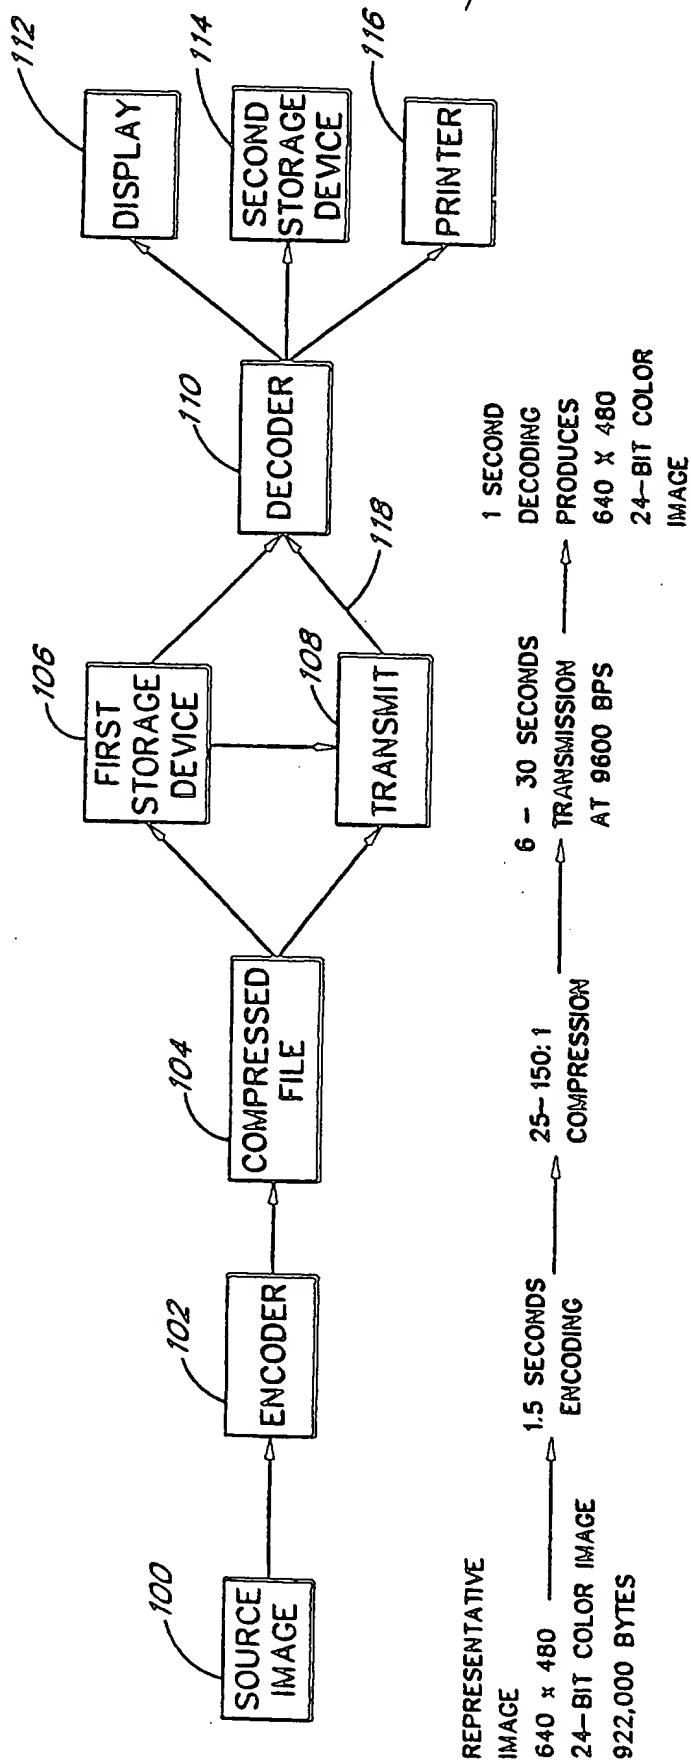 100
SOURCE
IMAGE
102
ENCODER
104
COMPRESSED
FILE
106
FIRST
STORAGE
DEVICE
108
TRANSMIT
118
110
DECODER
112
DISPLAY
114
SECOND
STORAGE
DEVICE
116
PRINTER
REPRESENTATIVE
IMAGE
640 x 480
24-BIT COLOR IMAGE
922,000 BYTES
1.5 SECONDS
ENCODING
25-150:1
COMPRESSION
6 - 30 SECONDS
TRANSMISSION
AT 9600 BPS
1 SECOND
DECODING
PRODUCES
640 X 480
24-BIT COLOR
IMAGE